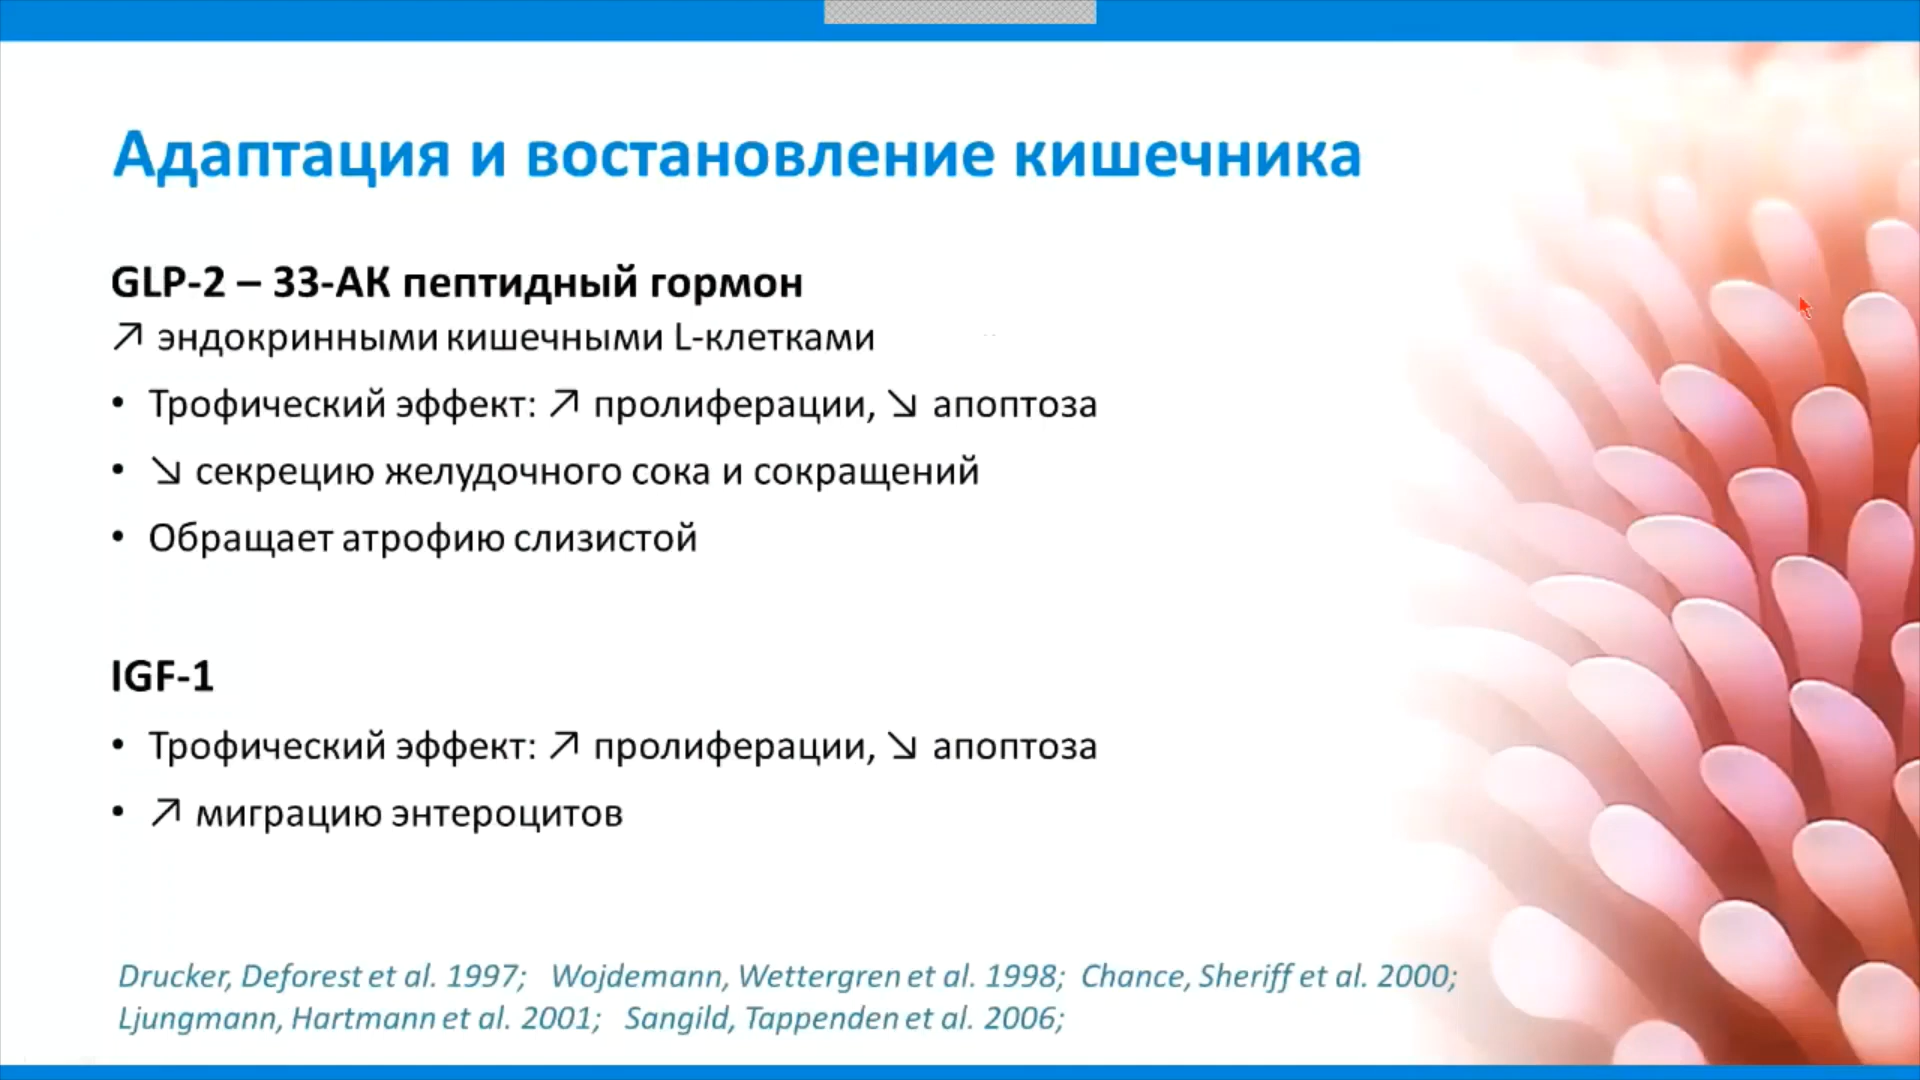 Адаптация и востановление кишечника
GLP-2 – 33-АК пептидный гормон
↗ эндокринными кишечными L-клетками
• Трофический эффект: ↗ пролиферации, ↘ апоптоза
• ↘ секрецию желудочного сока и сокращений
• Обращает атрофию слизистой
IGF-1
• Трофический эффект: ↗ пролиферации, ↘ апоптоза
• ↗ миграцию энтероцитов
Drucker, Deforest et al. 1997; Wojdemann, Wettergren et al. 1998; Chance, Sheriff et al. 2000;
Ljungmann, Hartmann et al. 2001; Sangild, Tappenden et al. 2006;